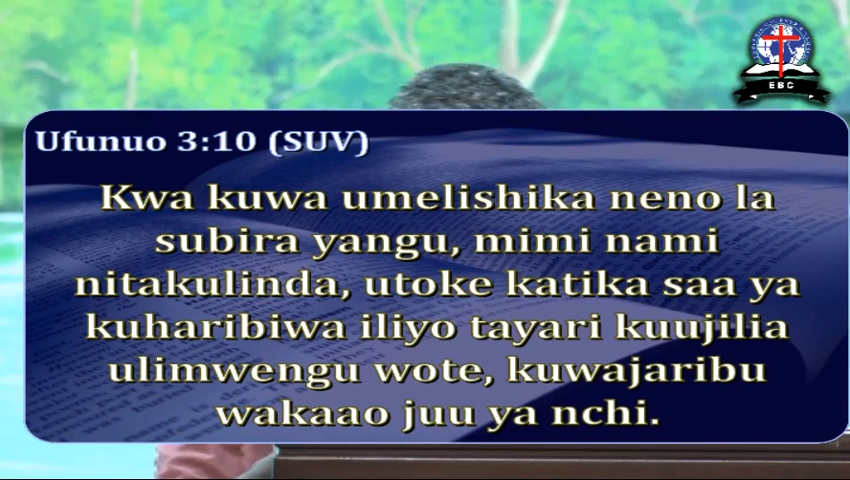 EBC
Ufunuo 3:10 (SUV)
Kwa kuwa umelishika neno la
subira yangu, mimi nami
nitakulinda, utoke katika saa ya
kuharibiwa iliyo tayari kuujilia
ulimwengu wote, kuwajaribu
wakaao juu ya nchi.